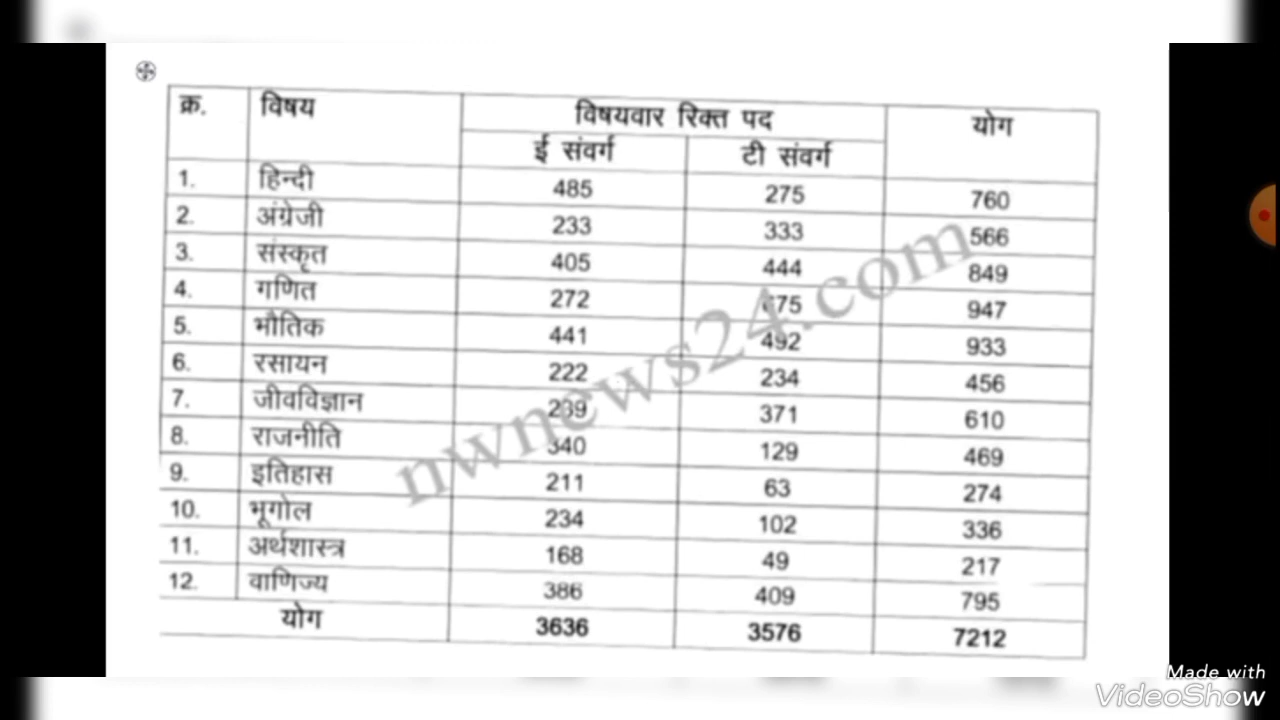 क्र. विषय विषयवार रिक्त पद योग
ई संवर्ग टी संवर्ग
1. हिन्दी 485 275 760
2. अंग्रेजी 233 333 566
3. संस्कृत 405 444 849
4. गणित 272 675 947
5. भौतिक 441 492 933
6. रसायन 222 234 456
7. जीवविज्ञान 239 371 610
8. राजनीति 340 129 469
9. इतिहास 211 63 274
10. भूगोल 234 102 336
11. अर्थशास्त्र 168 49 217
12. वाणिज्य 386 409 795
योग 3636 3576 7212
nwnews24.com
Made with
VideoShow